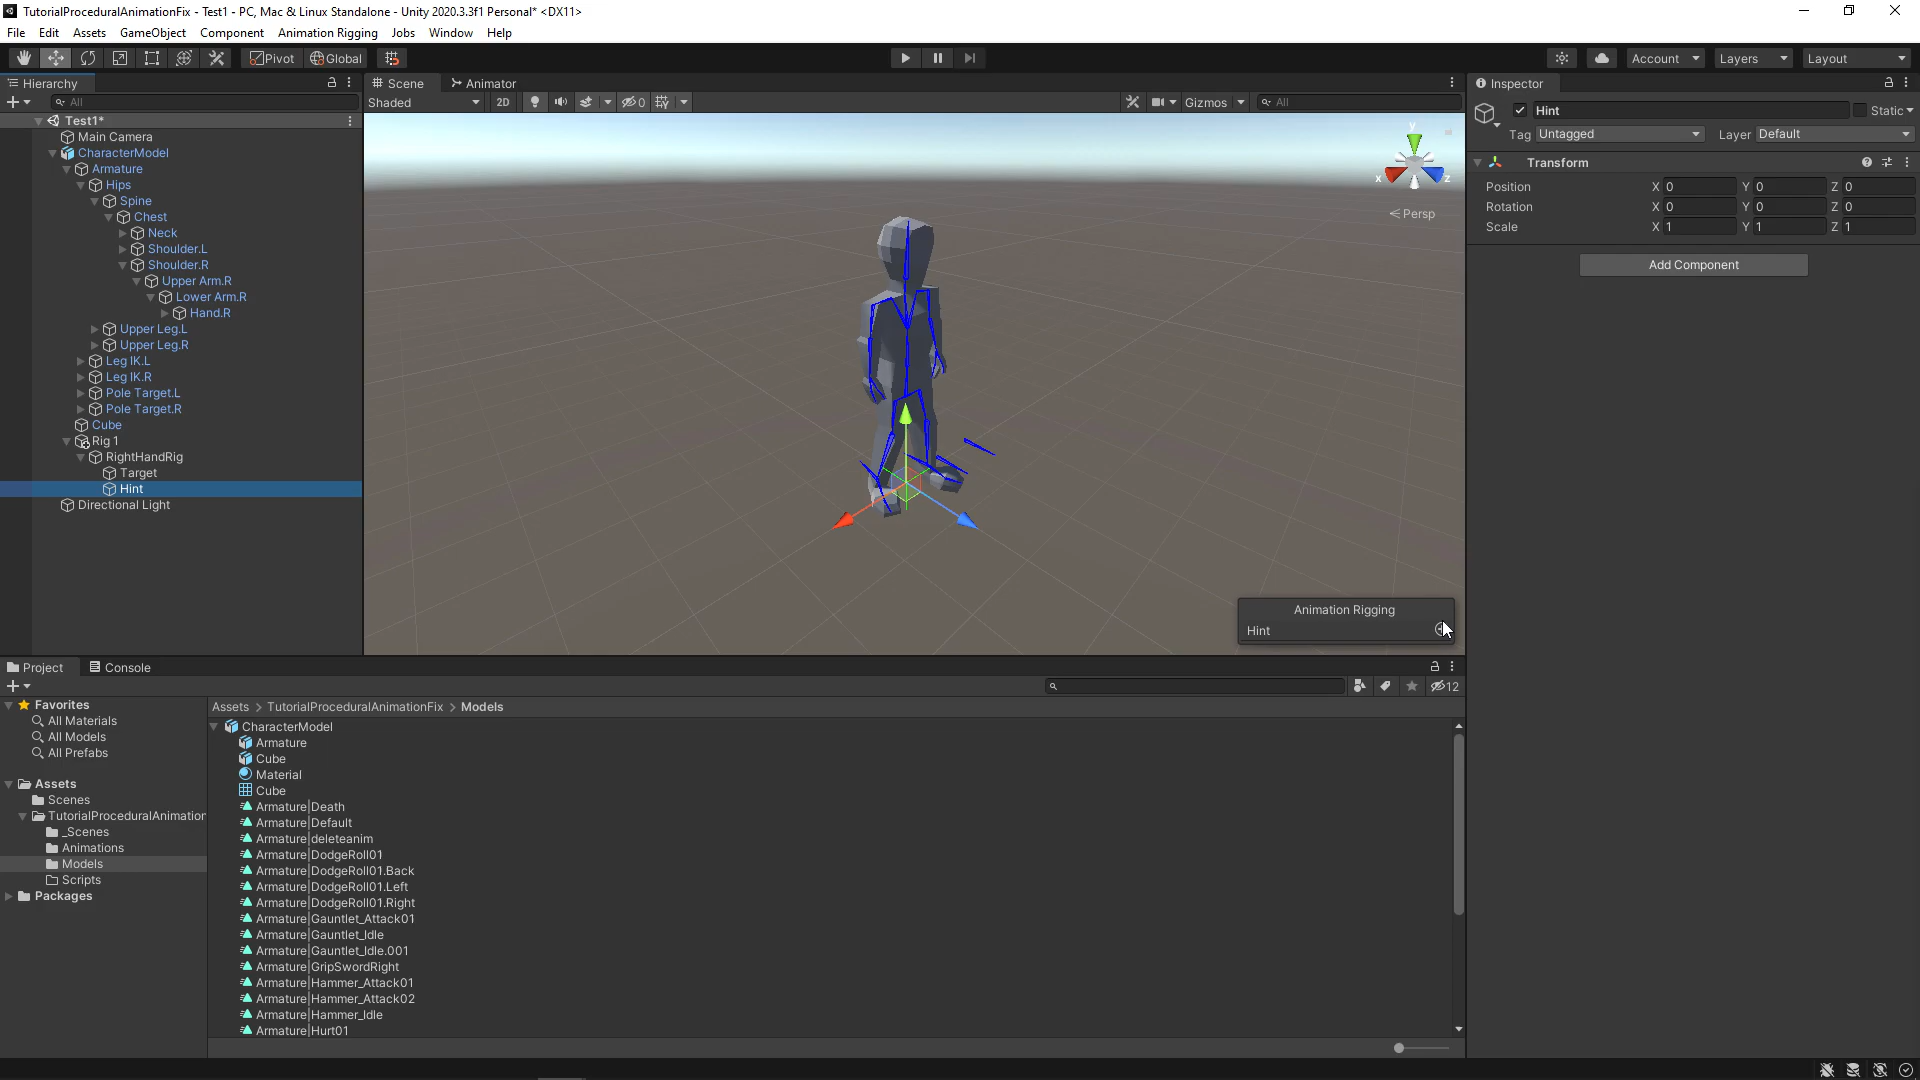 TutorialProceduralAnimationFix - Test1 - PC, Mac & Linux Standalone - Unity 2020.3.3f1 Personal* <DX11>
File Edit Assets GameObject Component Animation Rigging Jobs Window Help
Pivot Global Account Layers Layout
Hierarchy
All
Test1*
Main Camera
CharacterModel
Armature
Hips
Spine
Chest
Neck
Shoulder.L
Shoulder.R
Upper Arm.R
Lower Arm.R
Hand.R
Upper Leg.L
Upper Leg.R
Leg IK.L
Leg IK.R
Pole Target.L
Pole Target.R
Cube
Rig 1
RightHandRig
Target
Hint
Directional Light
Scene Animator
Shaded 2D 0 Gizmos All
y
x z
Persp
Animation Rigging
Hint
Inspector
Hint Static
Tag Untagged Layer Default
Transform
Position X 0 Y 0 Z 0
Rotation X 0 Y 0 Z 0
Scale X 1 Y 1 Z 1
Add Component
Project Console
12
Favorites
All Materials
All Models
All Prefabs
Assets
Scenes
TutorialProceduralAnimation
_Scenes
Animations
Models
Scripts
Packages
Assets > TutorialProceduralAnimationFix > Models
CharacterModel
Armature
Cube
Material
Cube
Armature|Death
Armature|Default
Armature|deleteanim
Armature|DodgeRoll01
Armature|DodgeRoll01.Back
Armature|DodgeRoll01.Left
Armature|DodgeRoll01.Right
Armature|Gauntlet_Attack01
Armature|Gauntlet_Idle
Armature|Gauntlet_Idle.001
Armature|GripSwordRight
Armature|Hammer_Attack01
Armature|Hammer_Attack02
Armature|Hammer_Idle
Armature|Hurt01